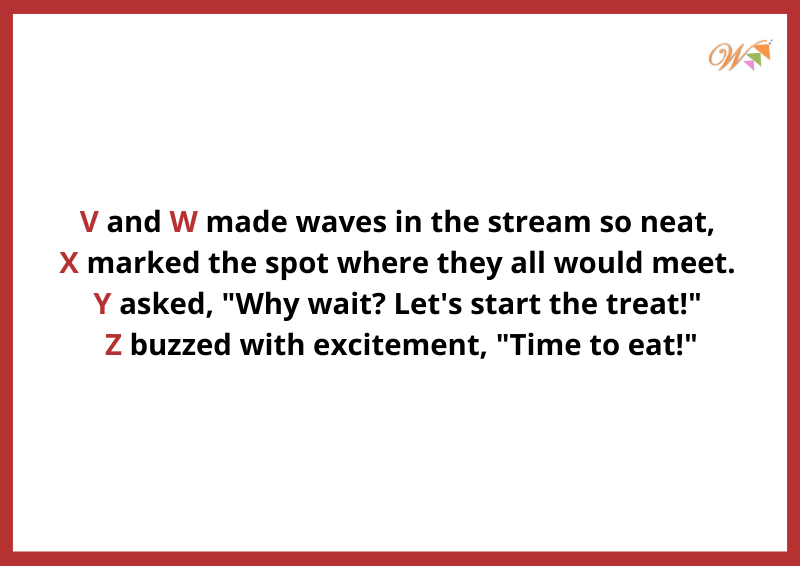 W
V and W made waves in the stream so neat,
X marked the spot where they all would meet.
Y asked, "Why wait? Let's start the treat!"
Z buzzed with excitement, "Time to eat!"